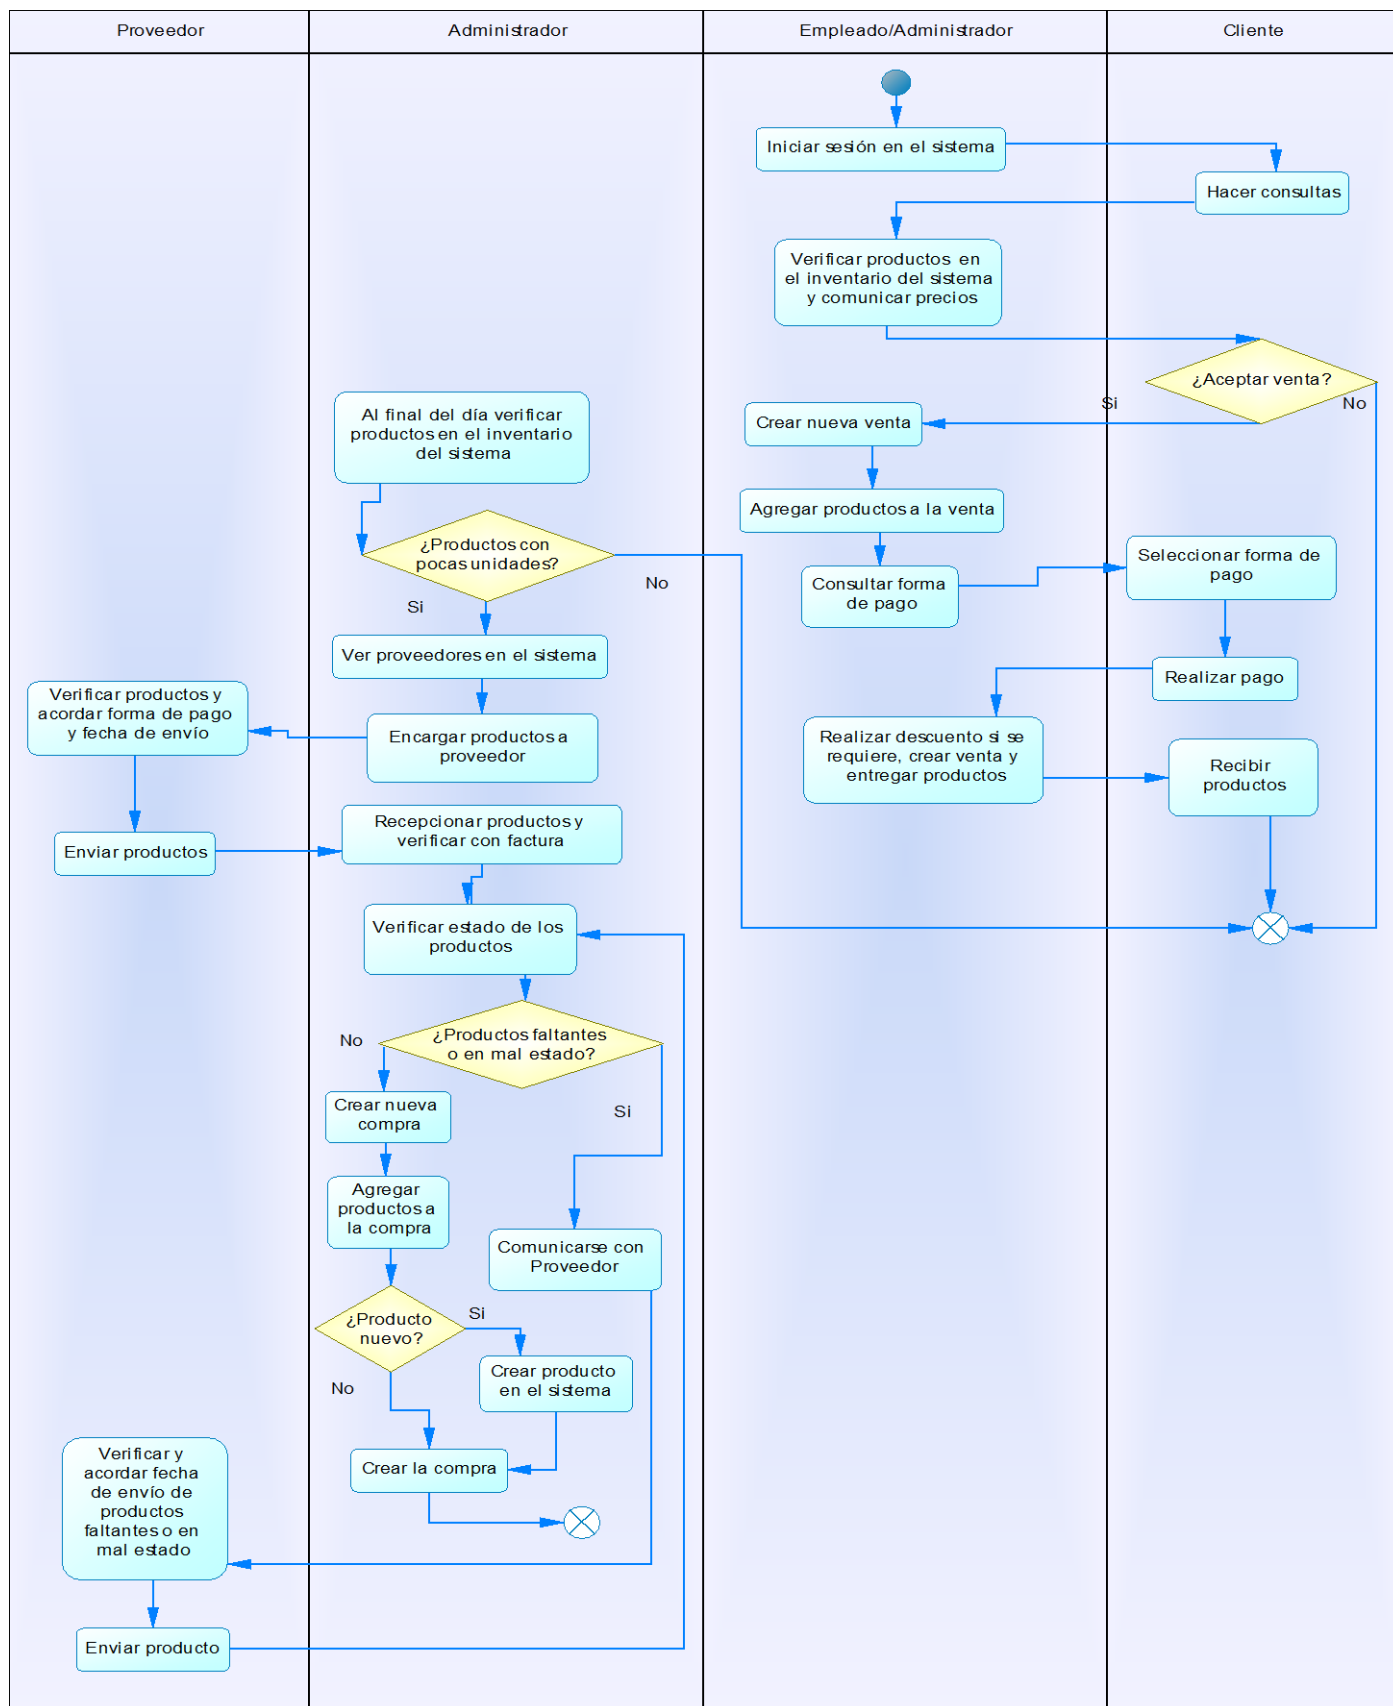 Proveedor
Administrador
Empleado/Administrador
Cliente
Iniciar sesión en el sistema
Hacer consultas
Verificar productos en
el inventario del sistema
y comunicar precios
¿Aceptar venta?
Si
No
Crear nueva venta
Agregar productos a la venta
Consultar forma
de pago
Seleccionar forma de
pago
Realizar pago
Realizar descuento si se
requiere, crear venta y
entregar productos
Recibir
productos
Al final del día verificar
productos en el inventario
del sistema
¿Productos con
pocas unidades?
No
Si
Ver proveedores en el sistema
Encargar productos a
proveedor
Verificar productos y
acordar forma de pago
y fecha de envío
Enviar productos
Recepcionar productos y
verificar con factura
Verificar estado de los
productos
¿Productos faltantes
o en mal estado?
No
Si
Crear nueva
compra
Agregar
productos a
la compra
Comunicarse con
Proveedor
¿Producto
nuevo?
Si
No
Crear producto
en el sistema
Crear la compra
Verificar y
acordar fecha
de envío de
productos
faltantes o en
mal estado
Enviar producto